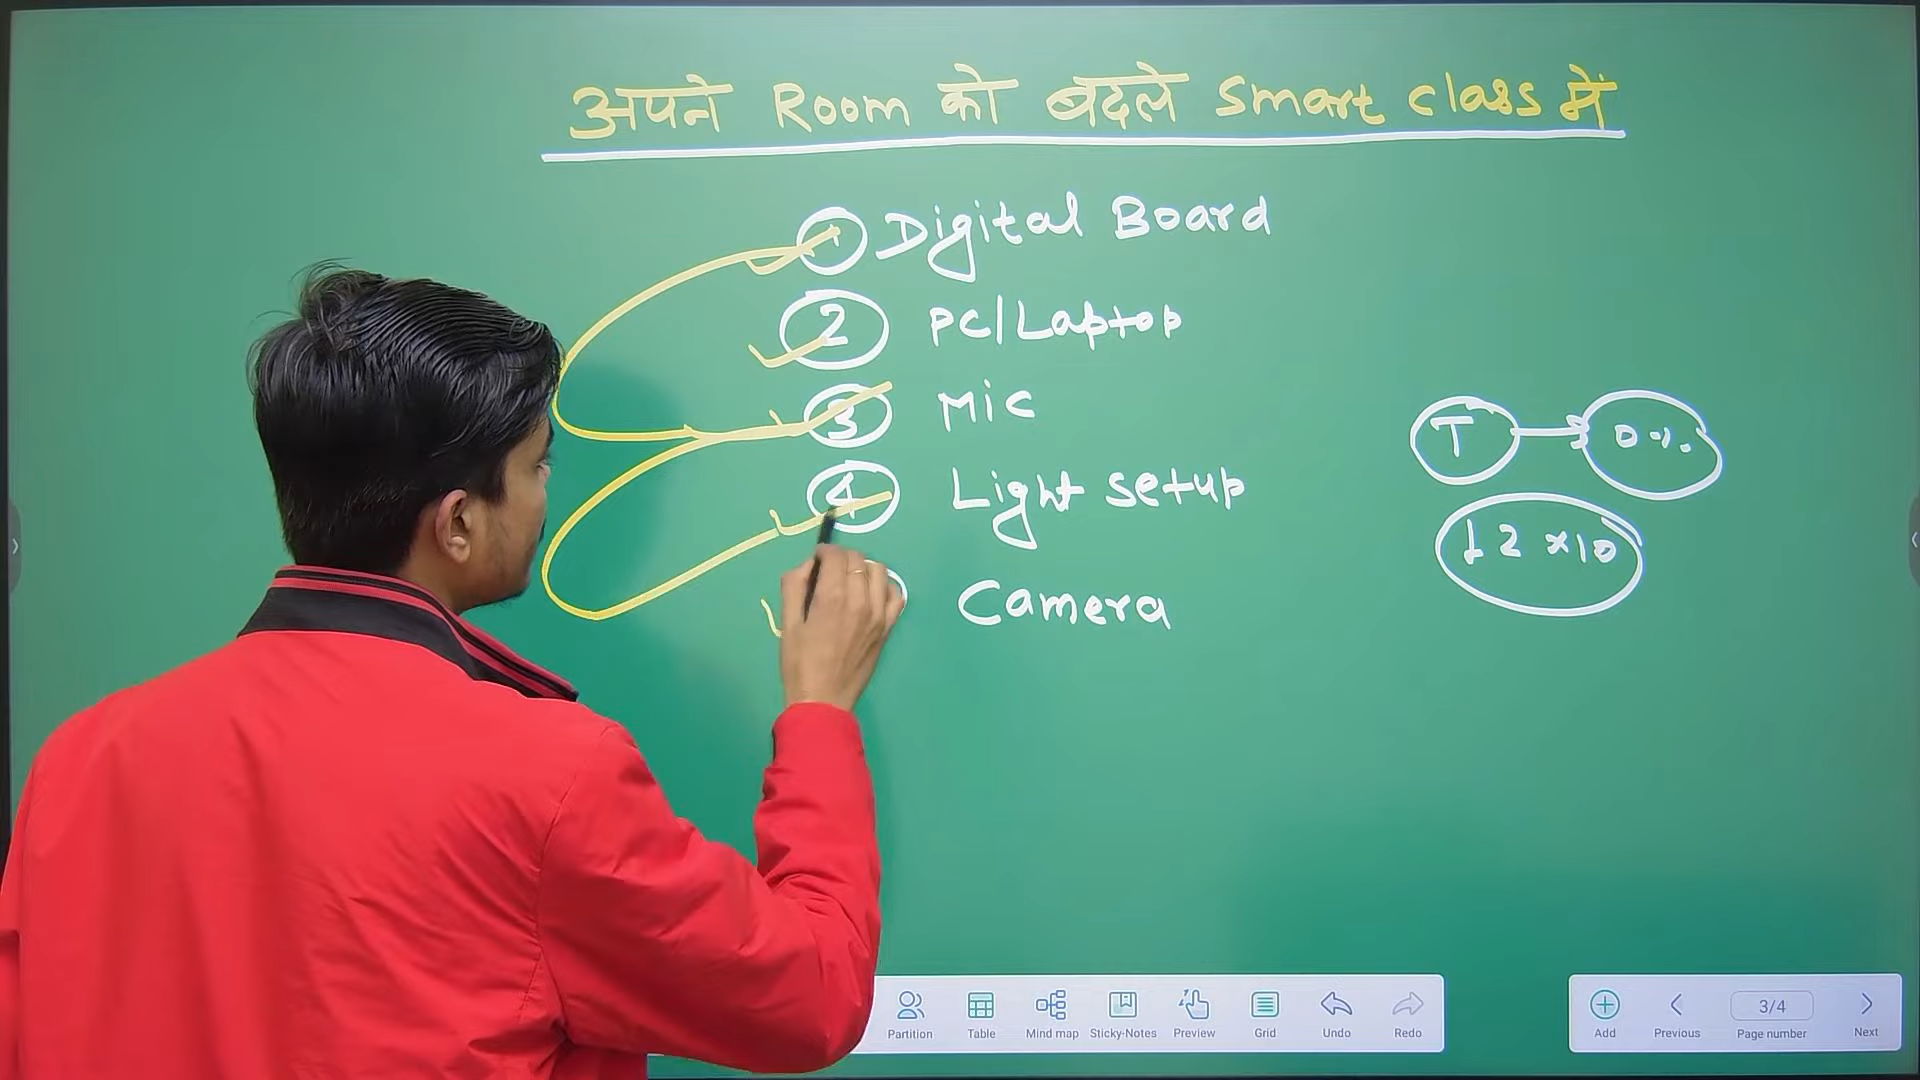 अपने Room को बदले Smart class में
1 Digital Board
2 PC/Laptop
3 Mic
4 Light setup
Camera
T 0%
12 x10
Partition Table Mind map Sticky-Notes Preview Grid Undo Redo
Add Previous 3/4 Page number Next